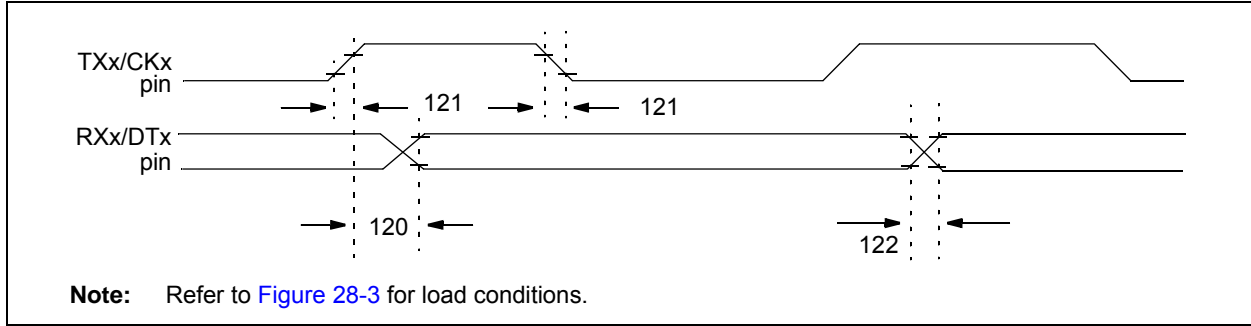 TXx/CKx
pin
121
121
RXx/DTx
pin
120
122
Note: Refer to Figure 28-3 for load conditions.